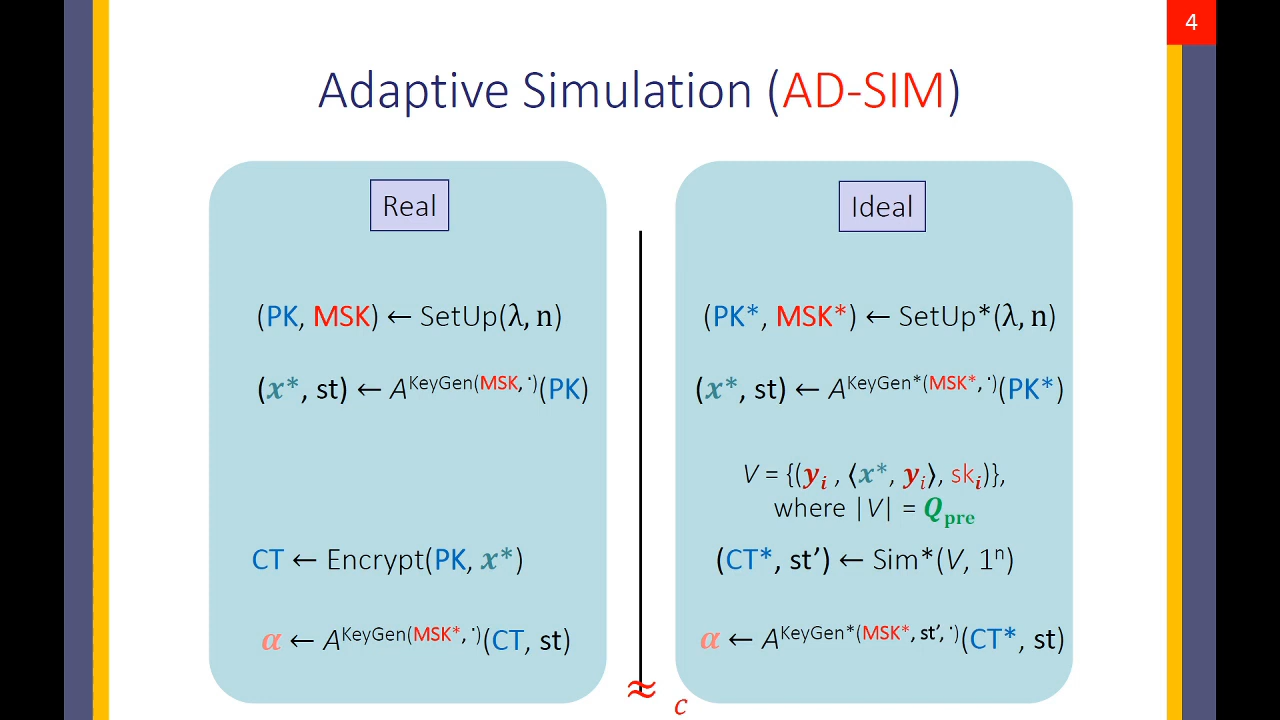 4
Adaptive Simulation (AD-SIM)
Real
(PK, MSK) ← SetUp(λ, n)
(x*, st) ← A^KeyGen(MSK, ·)(PK)
CT ← Encrypt(PK, x*)
α ← A^KeyGen(MSK*, ·)(CT, st)
Ideal
(PK*, MSK*) ← SetUp*(λ, n)
(x*, st) ← A^KeyGen*(MSK*, ·)(PK*)
V = {(y_i , ⟨x*, y_i⟩, sk_i)},
where |V| = Q_pre
(CT*, st′) ← Sim*(V, 1^n)
α ← A^KeyGen*(MSK*, st′, ·)(CT*, st)
≈_c